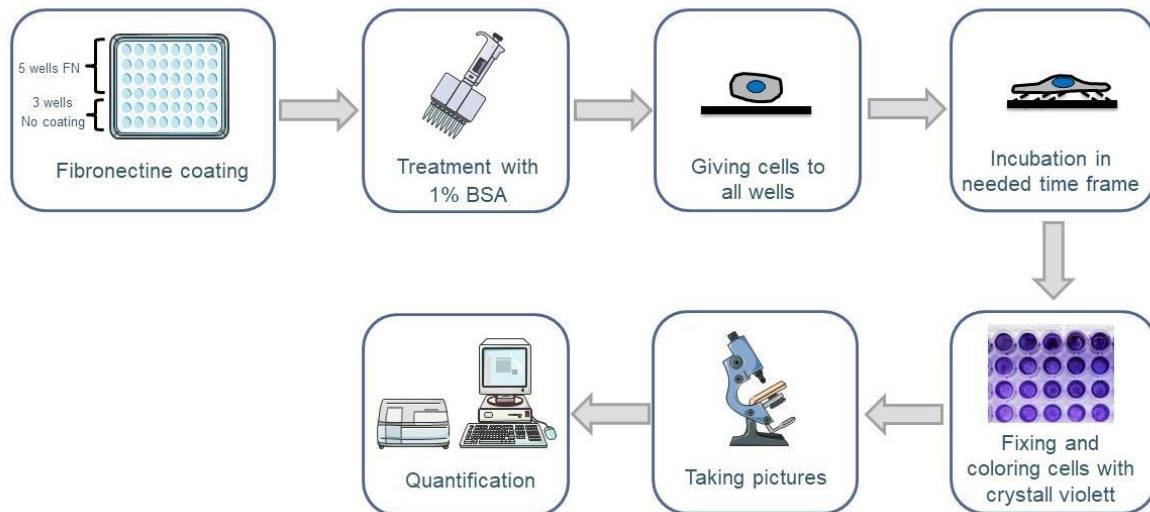 5 wells FN
3 wells
No coating
Fibronectine coating
Treatment with
1% BSA
Giving cells to
all wells
Incubation in
needed time frame
Fixing and
coloring cells with
crystall violett
Taking pictures
Quantification